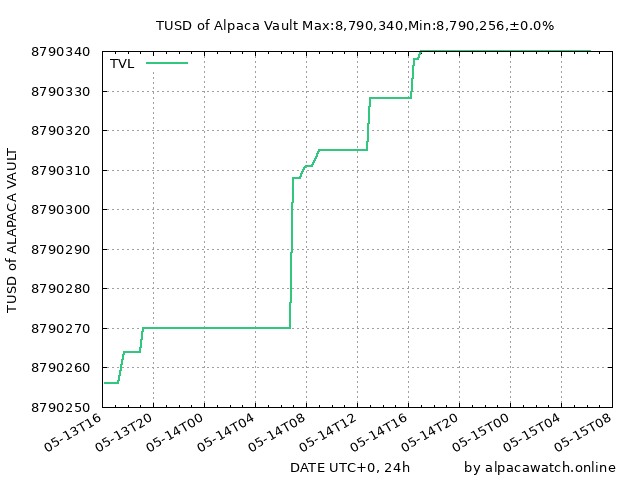 TUSD of Alpaca Vault Max:8,790,340,Min:8,790,256,±0.0%
TVL
8790340
8790330
8790320
8790310
8790300
8790290
8790280
8790270
8790260
8790250
TUSD of ALAPACA VAULT
05-13T16
05-13T20
05-14T00
05-14T04
05-14T08
05-14T12
05-14T16
05-14T20
05-15T00
05-15T04
05-15T08
DATE UTC+0, 24h
by alpacawatch.online